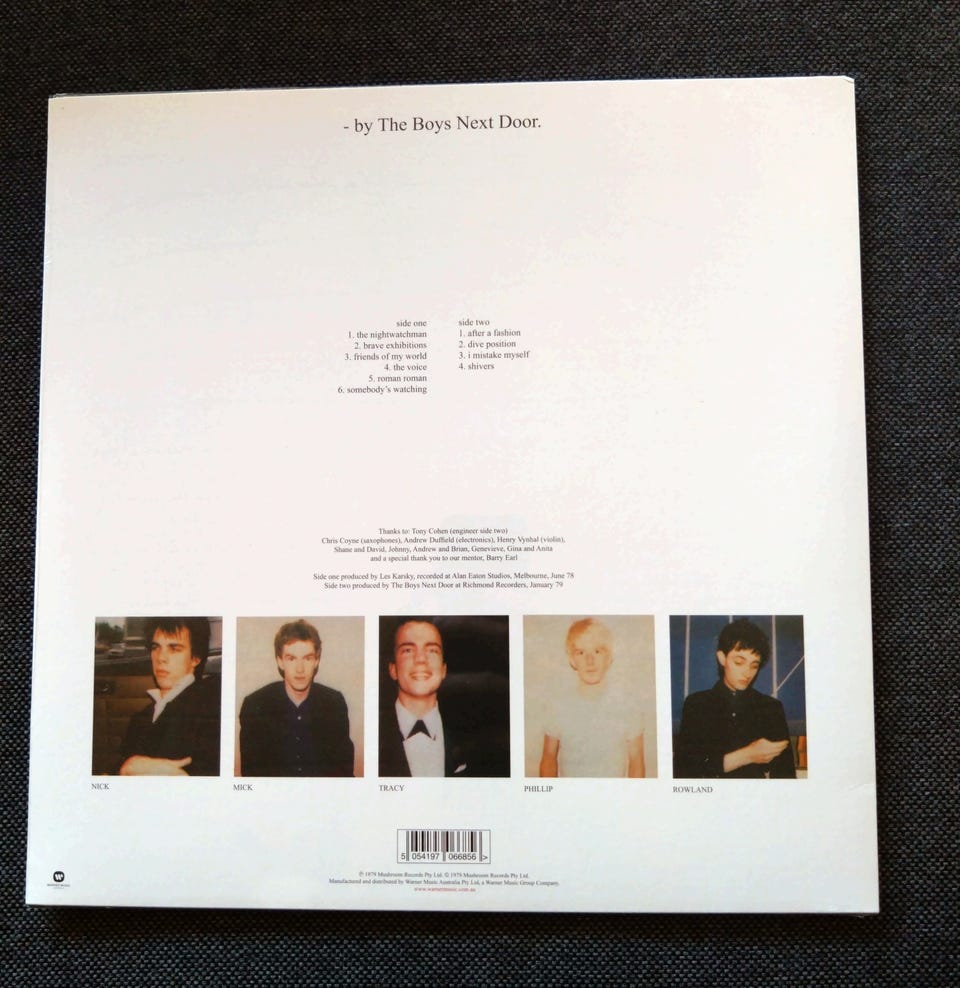 - by The Boys Next Door.
side one
1. the nightwatchman
2. brave exhibitions
3. friends of my world
4. the voice
5. roman roman
6. somebody's watching
side two
1. after a fashion
2. dive position
3. i mistake myself
4. shivers
Thanks to: Tony Cohen (engineer side two)
Chris Coyne (saxophones), Andrew Duffield (electronics), Henry Vynhal (violin),
Shane and David, Johnny, Andrew and Brian, Genevieve, Gina and Anita
and a special thank you to our mentor, Barry Earl
Side one produced by Les Karsky, recorded at Alan Eaton Studios, Melbourne, June 78
Side two produced by The Boys Next Door at Richmond Recorders, January 79
NICK
MICK
TRACY
PHILLIP
ROWLAND
5 054197 066856 >
℗ 1979 Mushroom Records Pty Ltd. © 1979 Mushroom Records Pty Ltd.
Manufactured and distributed by Warner Music Australia Pty Ltd, a Warner Music Group Company.
www.warnermusic.com.au
WARNER MUSIC